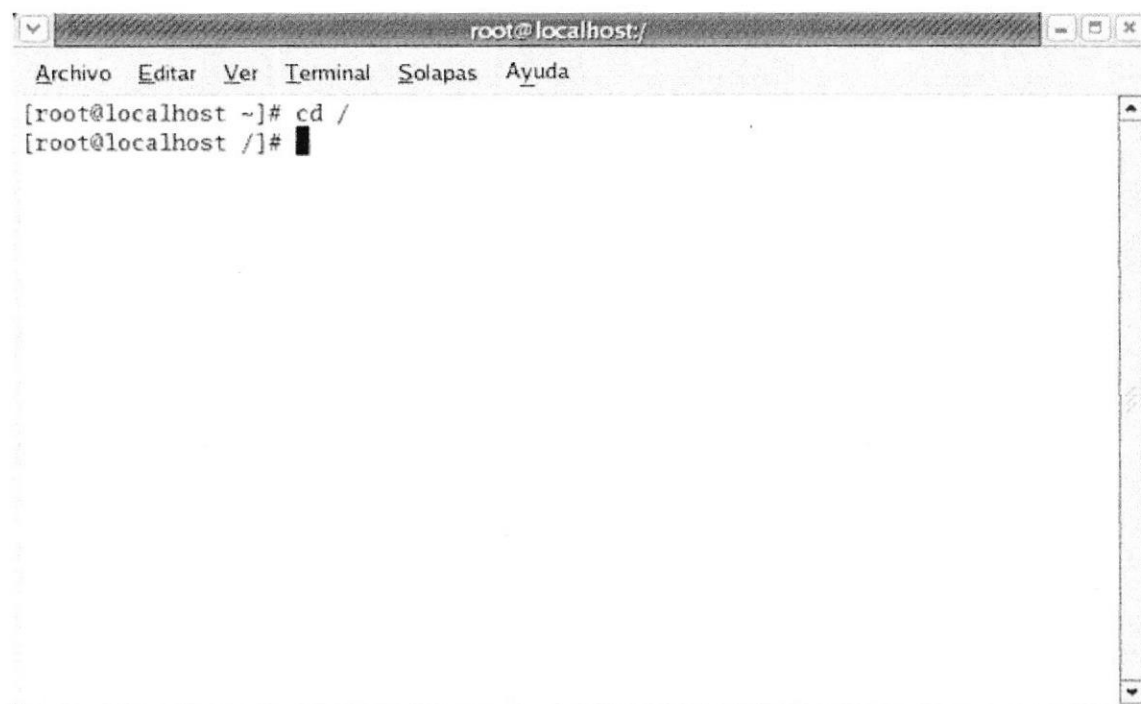 root@localhost:/
Archivo Editar Ver Terminal Solapas Ayuda
[root@localhost ~]# cd /
[root@localhost /]#